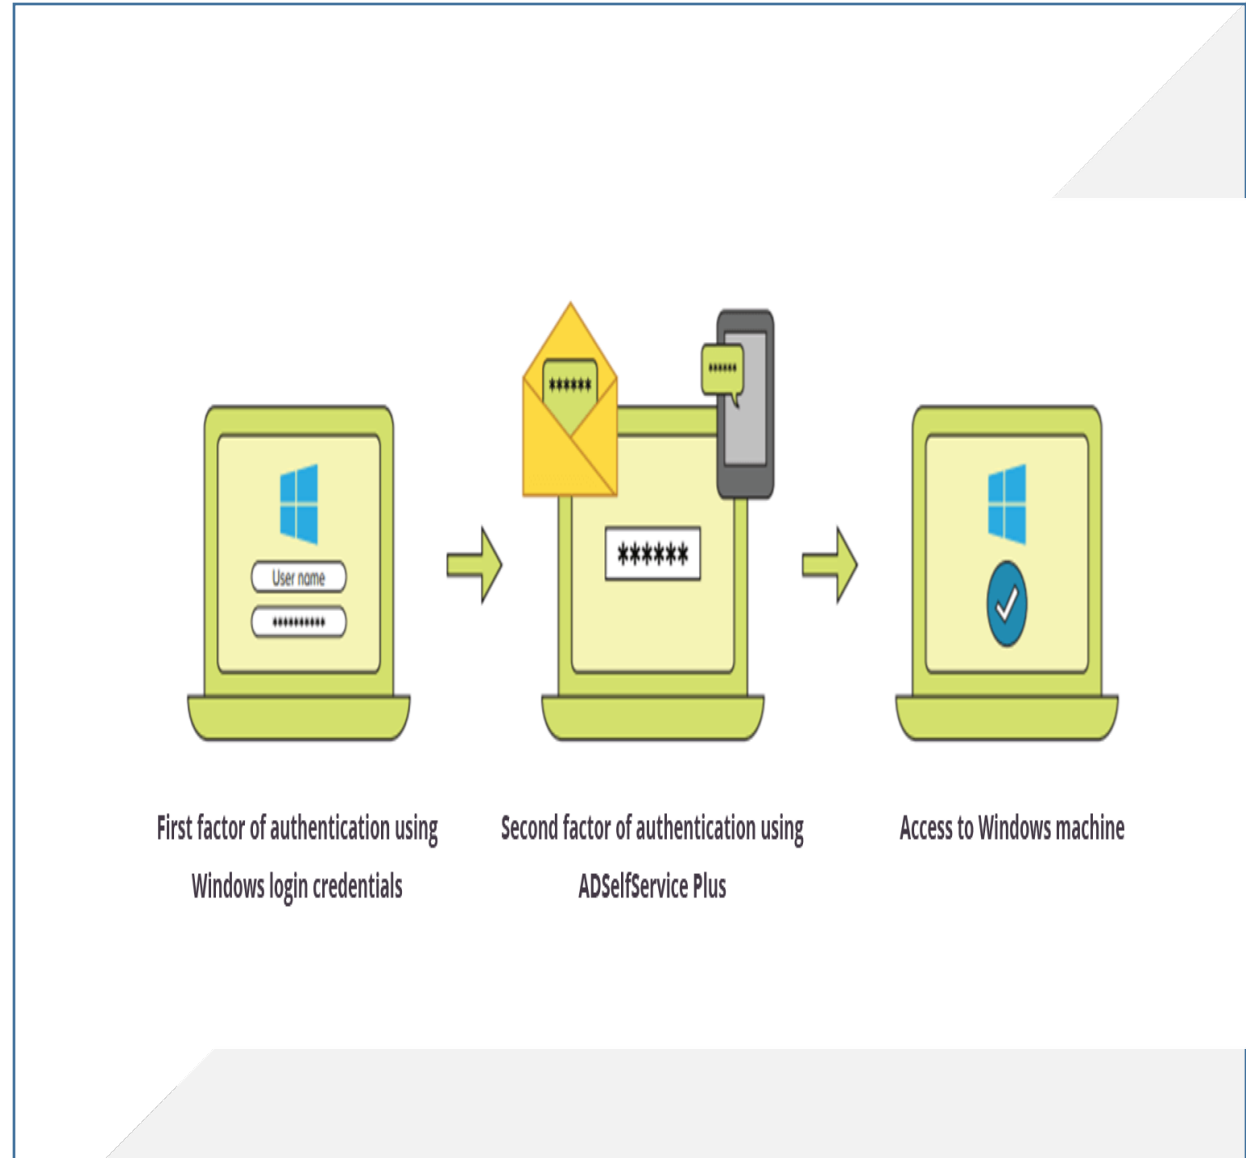 User name
**********
******
******
******
First factor of authentication using
Windows login credentials
Second factor of authentication using
ADSelfService Plus
Access to Windows machine